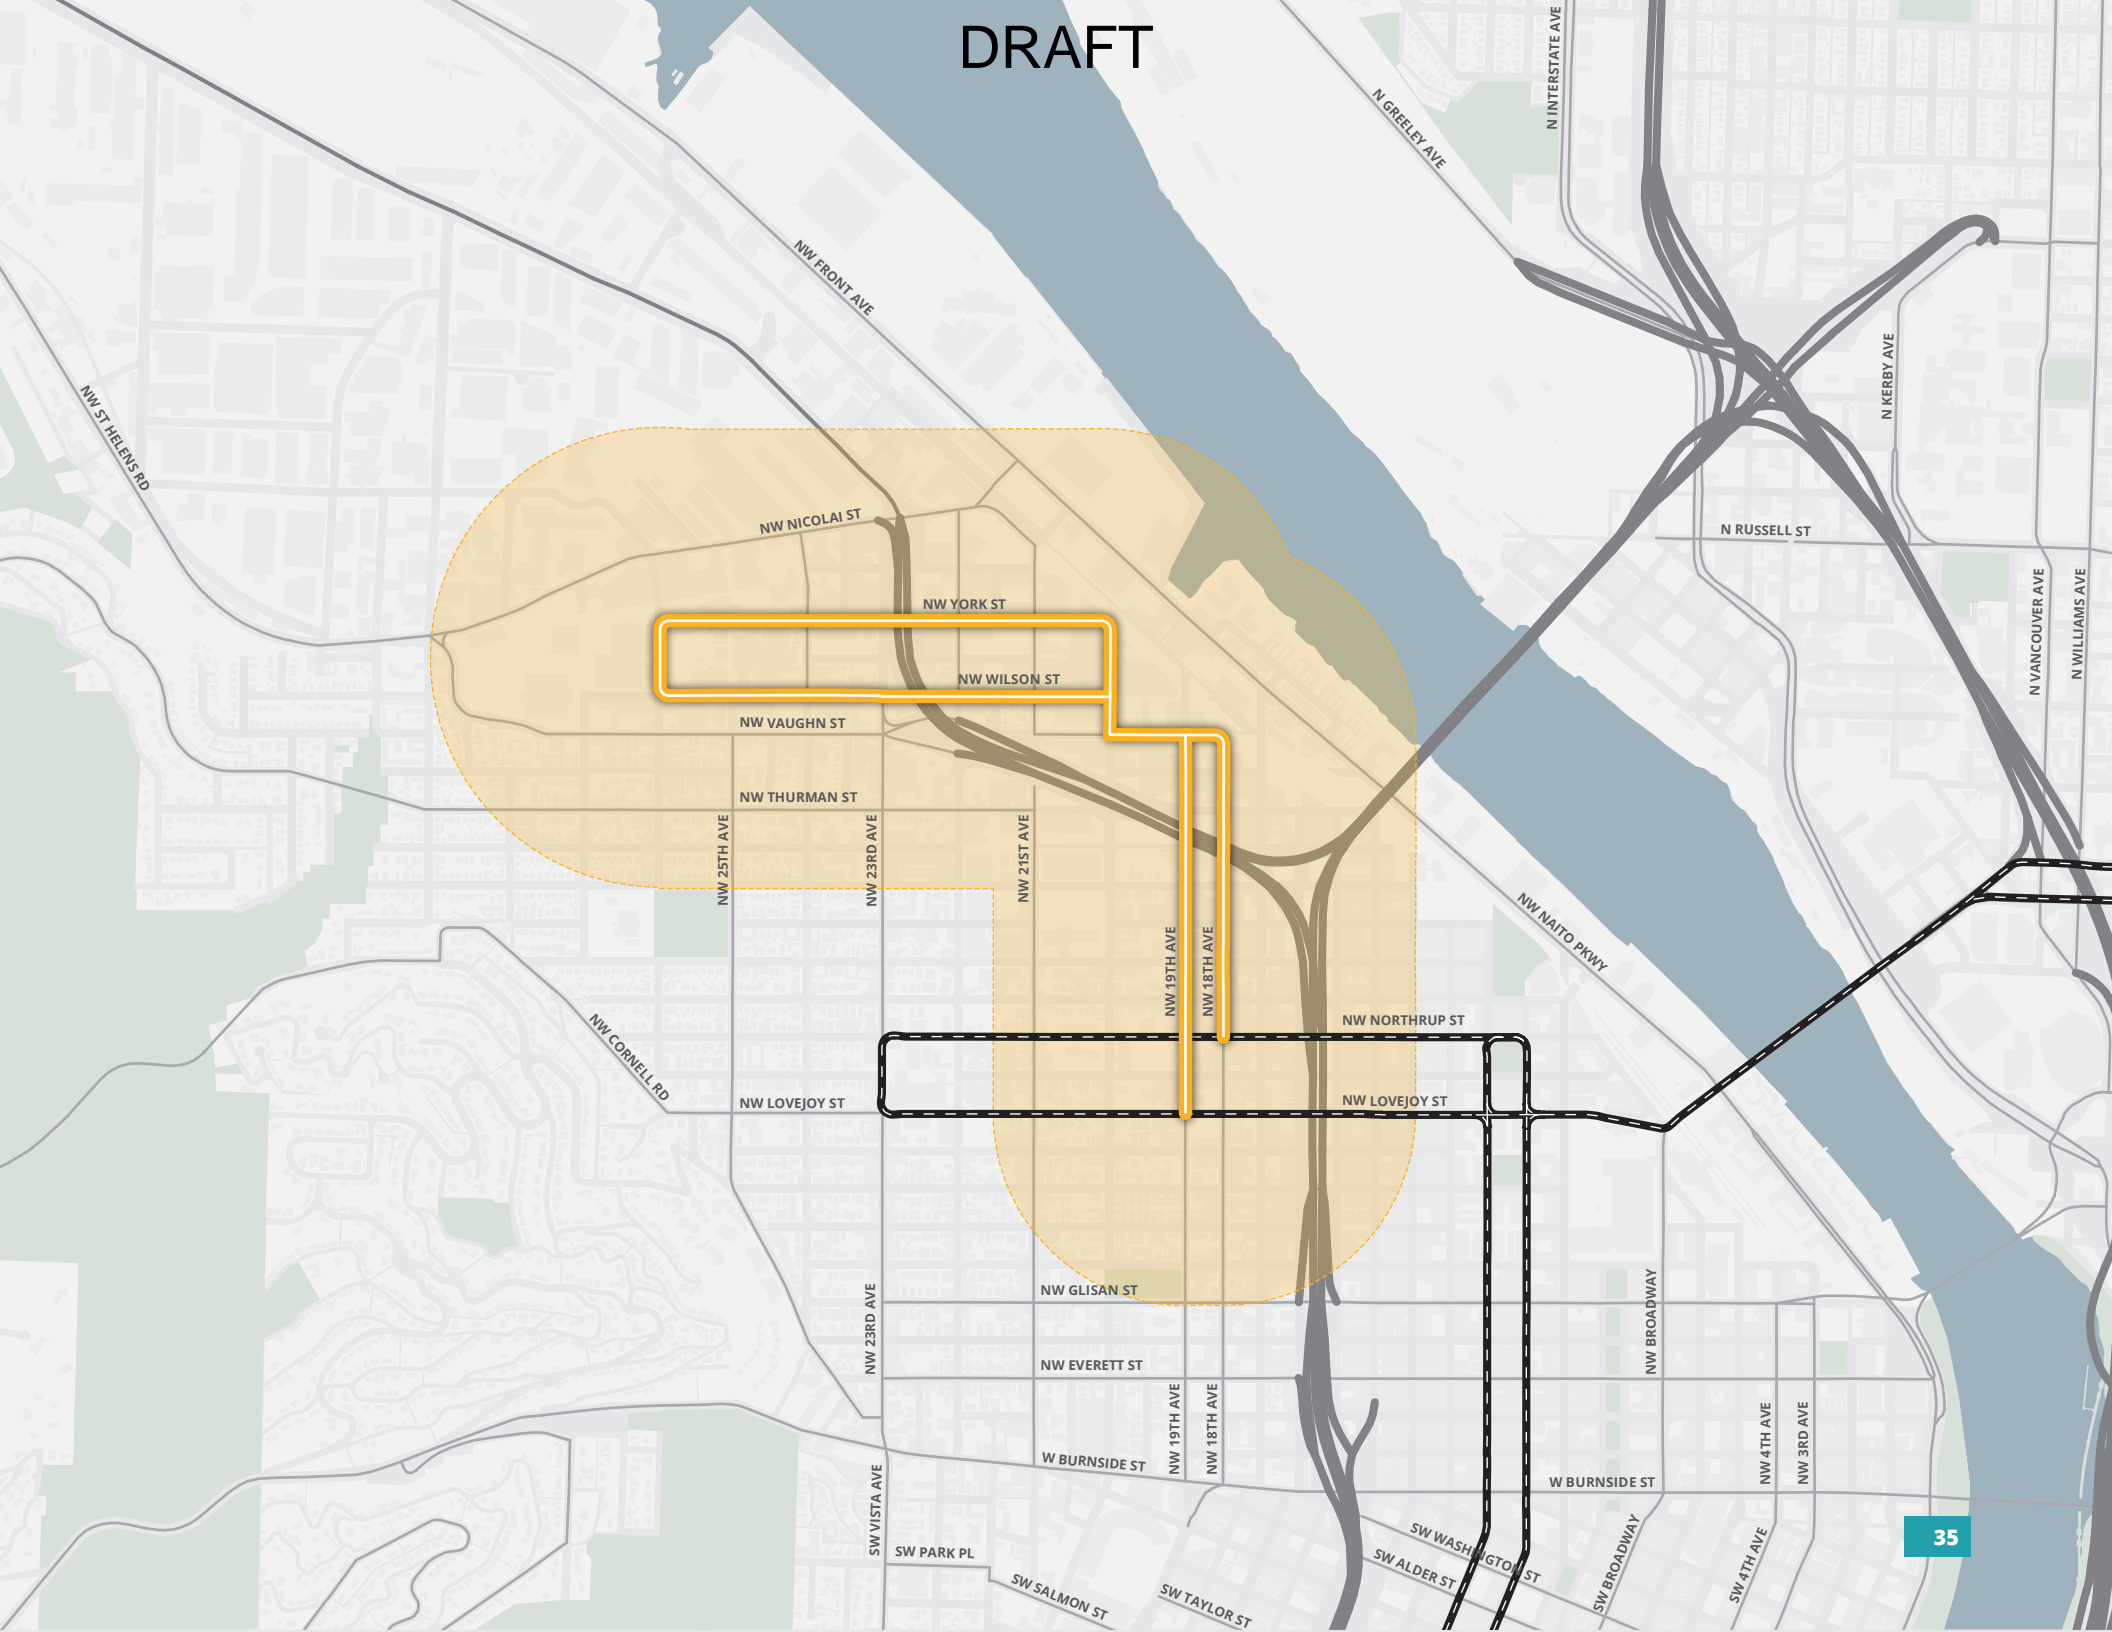 DRAFT
N INTERSTATE AVE
N GREELEY AVE
NW FRONT AVE
N KERBY AVE
NW ST HELENS RD
NW NICOLAI ST
N RUSSELL ST
NW YORK ST
N VANCOUVER AVE
N WILLIAMS AVE
NW WILSON ST
NW VAUGHN ST
NW THURMAN ST
NW 25TH AVE
NW 23RD AVE
NW 21ST AVE
NW 19TH AVE
NW 18TH AVE
NW NAITO PKWY
NW CORNELL RD
NW NORTHRUP ST
NW LOVEJOY ST
NW LOVEJOY ST
NW GLISAN ST
NW 23RD AVE
NW BROADWAY
NW EVERETT ST
NW 19TH AVE
NW 18TH AVE
NW 4TH AVE
NW 3RD AVE
W BURNSIDE ST
W BURNSIDE ST
SW VISTA AVE
SW PARK PL
SW SALMON ST
SW TAYLOR ST
SW WASHINGTON ST
SW ALDER ST
SW BROADWAY
SW 4TH AVE
35